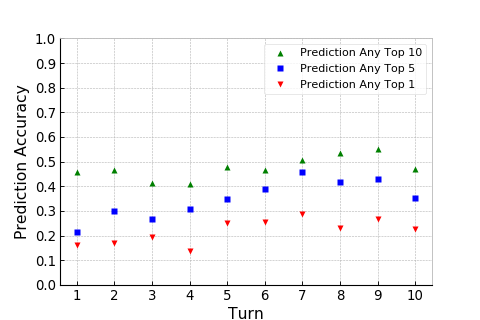 1.0
0.9
0.8
0.7
0.6
0.5
0.4
0.3
0.2
0.1
0.0
Prediction Accuracy
Prediction Any Top 10
Prediction Any Top 5
Prediction Any Top 1
1 2 3 4 5 6 7 8 9 10
Turn